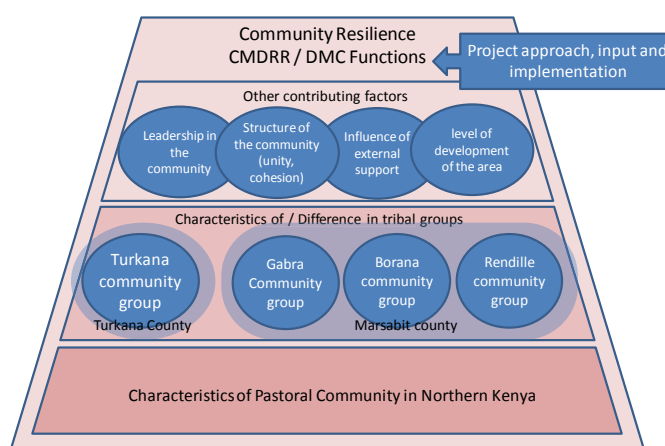 Community Resilience
CMDRR / DMC Functions
Project approach, input and
implementation
Other contributing factors
Leadership in
the
community
Structure of
the community
(unity,
cohesion)
Influence of
external
support
level of
development
of the area
Characteristics of / Difference in tribal groups
Turkana
community
group
Gabra
Community
group
Borana
community
group
Rendille
community
group
Turkana County
Marsabit county
Characteristics of Pastoral Community in Northern Kenya